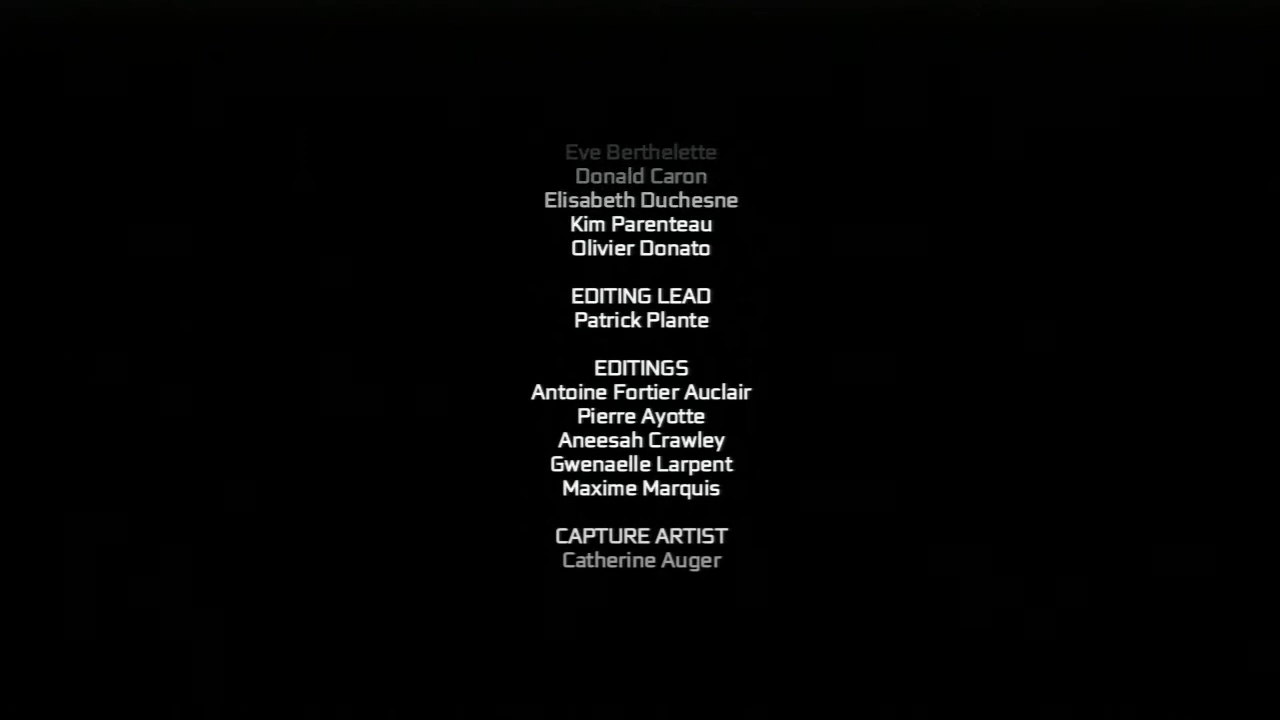 Eve Berthelette
Donald Caron
Elisabeth Duchesne
Kim Parenteau
Olivier Donato
EDITING LEAD
Patrick Plante
EDITINGS
Antoine Fortier Auclair
Pierre Ayotte
Aneesah Crawley
Gwenaelle Larpent
Maxime Marquis
CAPTURE ARTIST
Catherine Auger